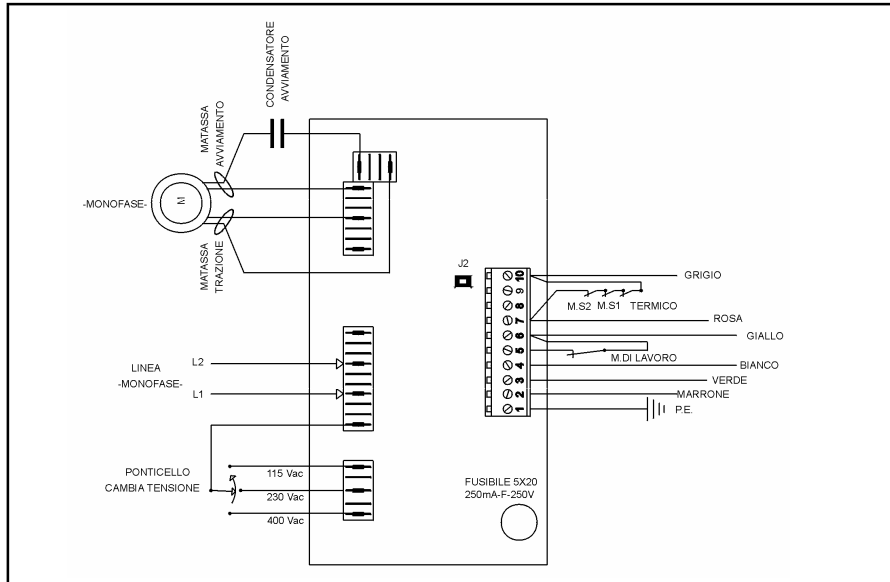 CONDENSATORE
AVVIAMENTO
MATASSA
AVVIAMENTO
M
-MONOFASE-
MATASSA
TRAZIONE
J2
10
9
8
7
6
5
4
3
2
1
GRIGIO
M.S2
M.S1
TERMICO
ROSA
GIALLO
M.DI LAVORO
BIANCO
VERDE
MARRONE
P.E.
L2
LINEA
-MONOFASE-
L1
PONTICELLO
CAMBIA TENSIONE
115 Vac
230 Vac
400 Vac
FUSIBILE 5X20
250mA-F-250V